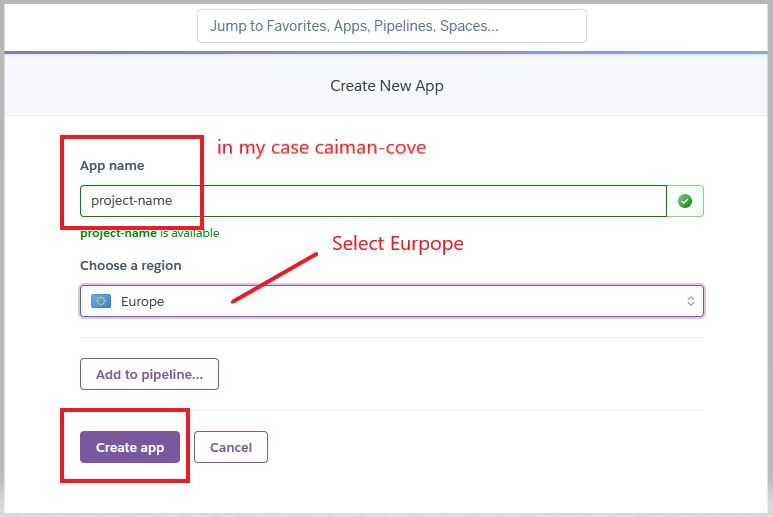 Jump to Favorites, Apps, Pipelines, Spaces...
Create New App
in my case caiman-cove
App name
project-name
project-name is available
Select Eurpope
Choose a region
Europe
Add to pipeline...
Create app
Cancel